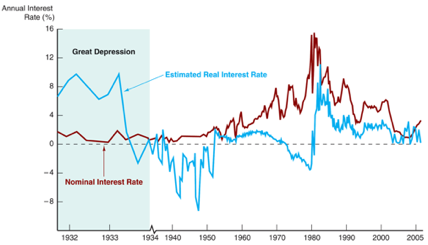 Annual Interest
Rate (%)
16
12
8
4
0
−4
−8
Great Depression
Estimated Real Interest Rate
Nominal Interest Rate
1932 1933 1934 1940 1950 1960 1970 1980 1990 2000 2005